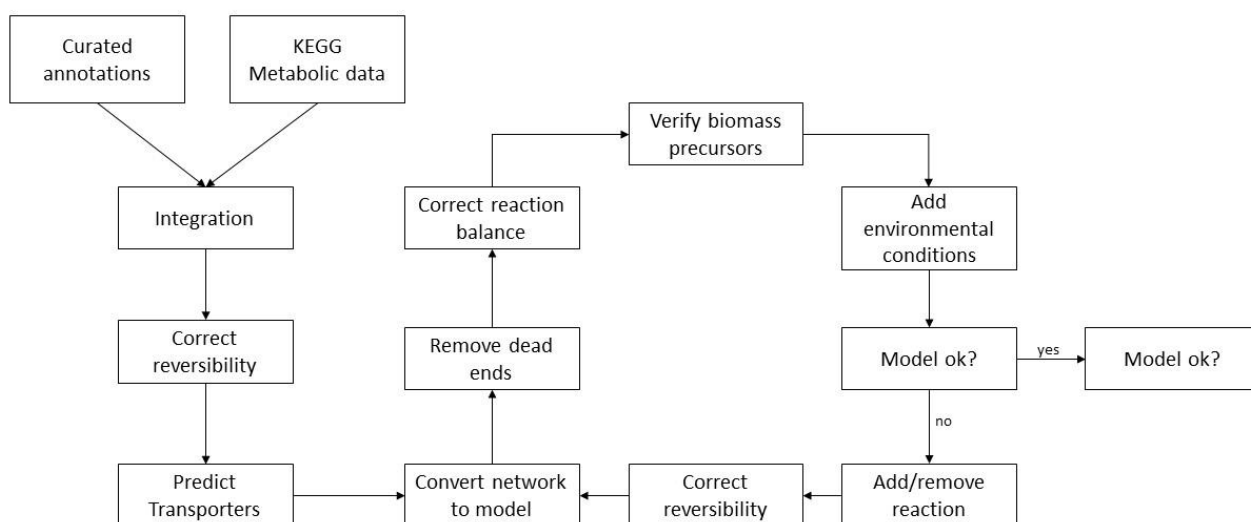 Curated
annotations
KEGG
Metabolic data
Integration
Correct
reversibility
Predict
Transporters
Convert network
to model
Remove dead
ends
Correct reaction
balance
Verify biomass
precursors
Add
environmental
conditions
Model ok?
yes
Model ok?
no
Add/remove
reaction
Correct
reversibility